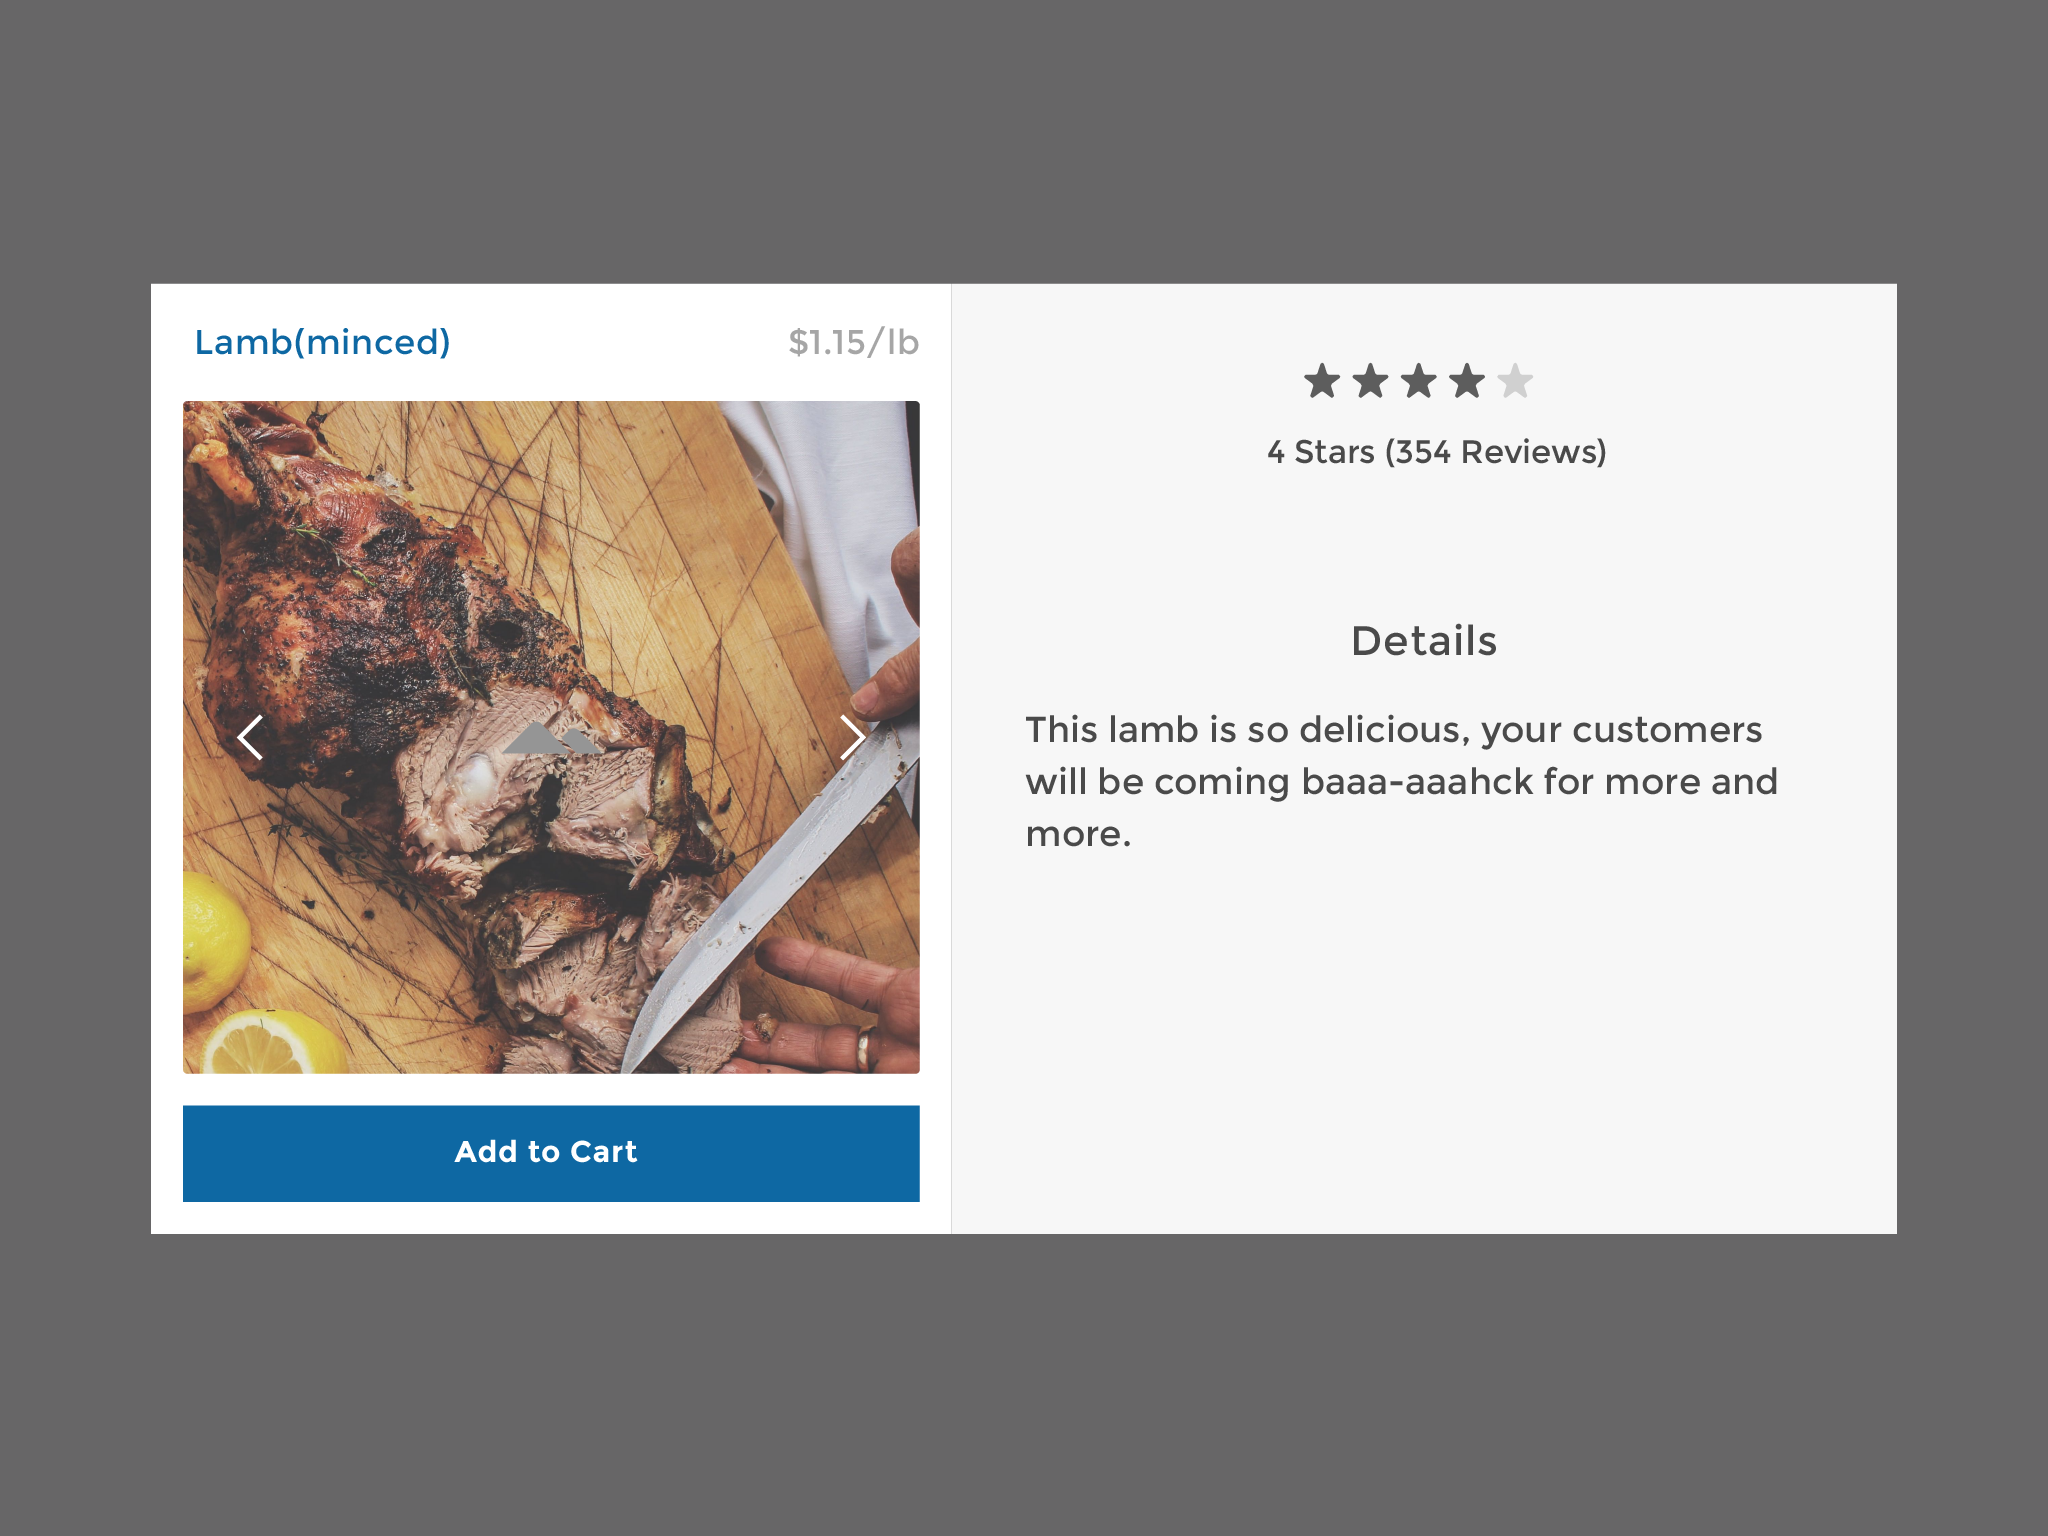 Lamb(minced)
$1.15/lb
Add to Cart
4 Stars (354 Reviews)
Details
This lamb is so delicious, your customers
will be coming baaa-aaahck for more and
more.